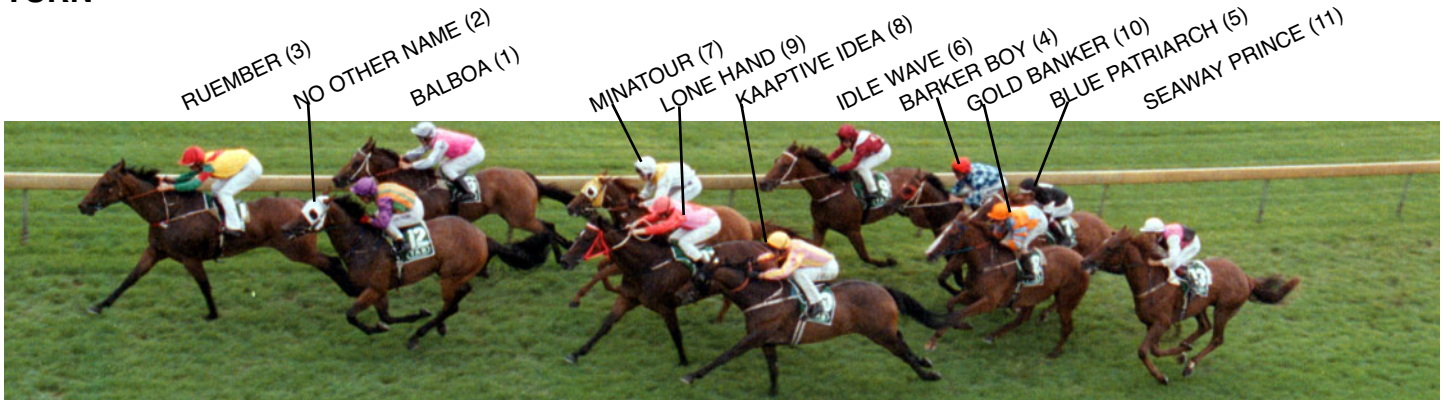 TURN
RUEMBER (3)
NO OTHER NAME (2)
BALBOA (1)
MINATOUR (7)
LONE HAND (9)
KAAPTIVE IDEA (8)
IDLE WAVE (6)
BARKER BOY (4)
GOLD BANKER (10)
BLUE PATRIARCH (5)
SEAWAY PRINCE (11)
12